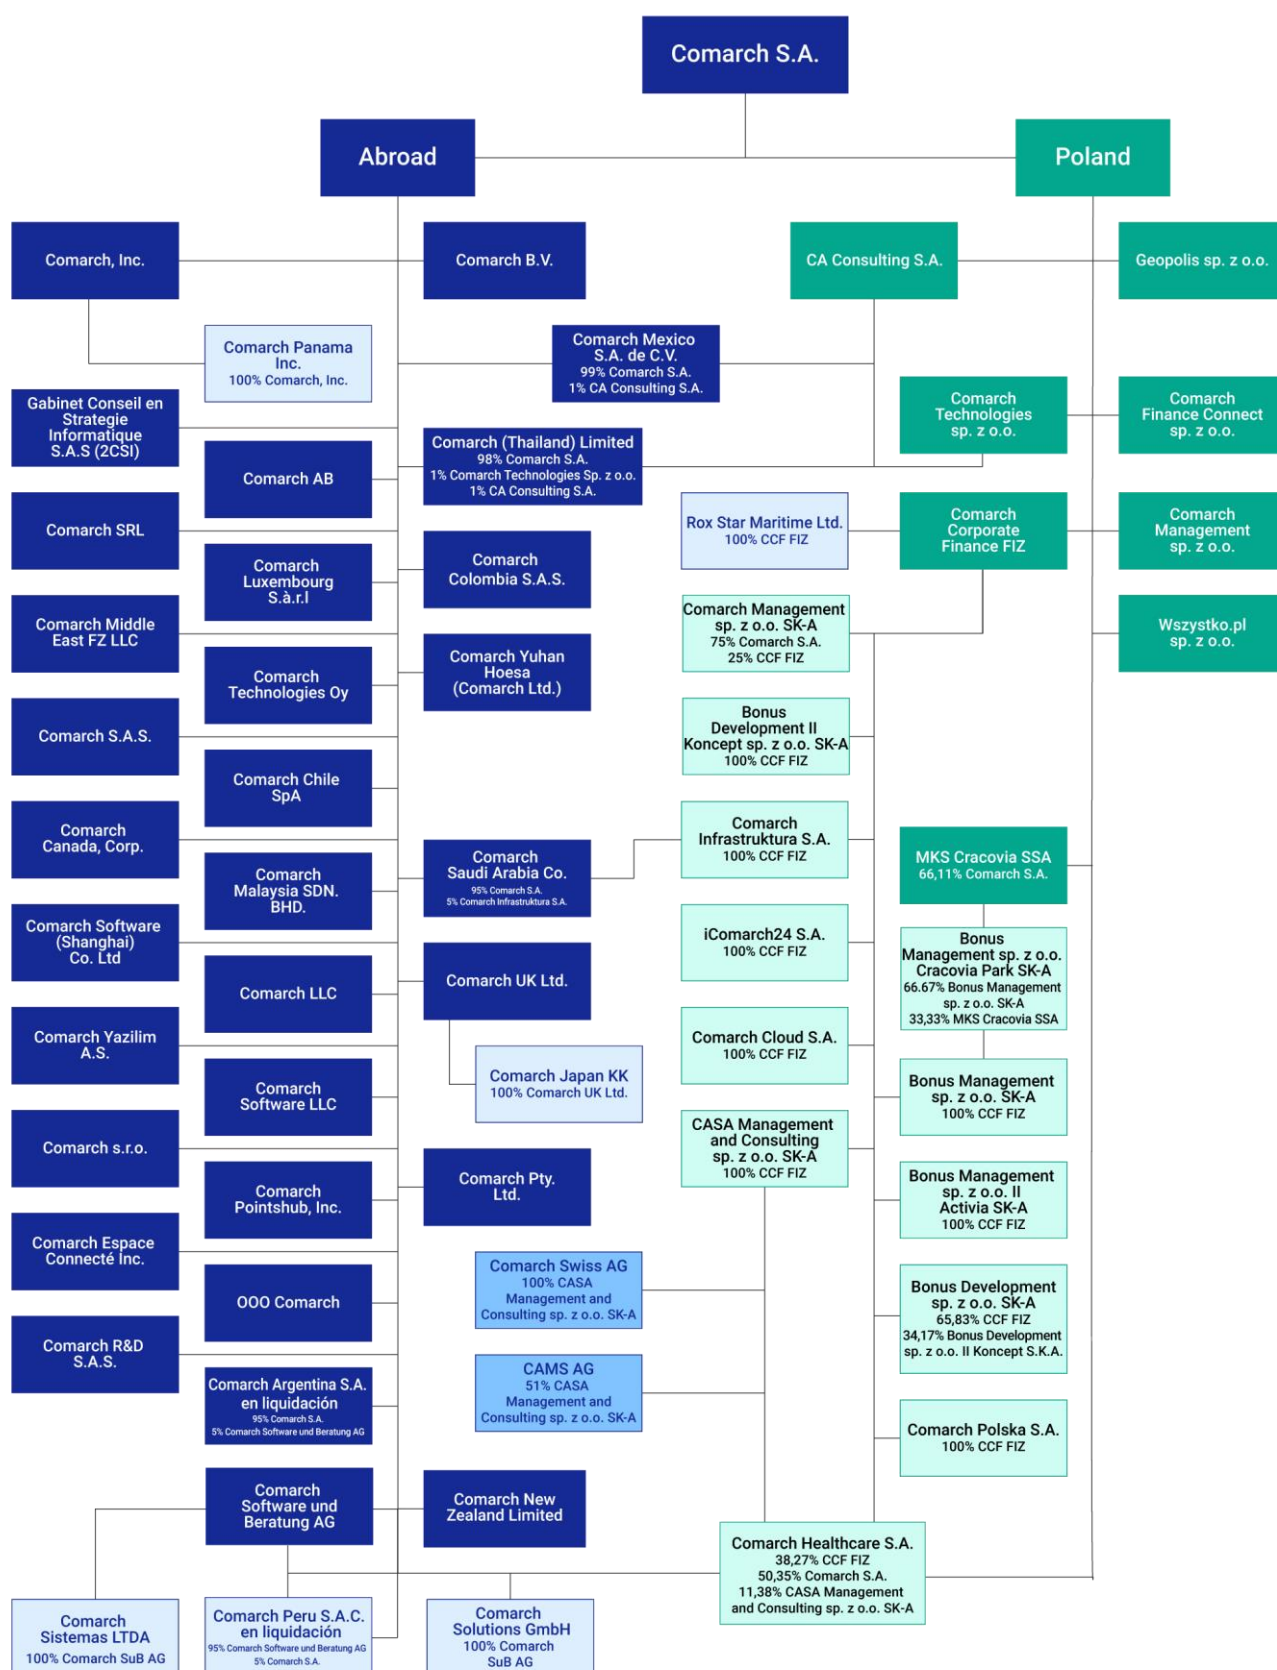 Comarch S.A.
Abroad
Poland
Comarch, Inc.
Comarch B.V.
CA Consulting S.A.
Geopolis sp. z o.o.
Comarch Panama
Inc.
100% Comarch, Inc.
Comarch Mexico
S.A. de C.V.
99% Comarch S.A.
1% CA Consulting S.A.
Gabinet Conseil en
Strategie
Informatique
S.A.S (2CSI)
Comarch
Technologies
sp. z o.o.
Comarch
Finance Connect
sp. z o.o.
Comarch AB
Comarch (Thailand) Limited
98% Comarch S.A.
1% Comarch Technologies Sp. z o.o.
1% CA Consulting S.A.
Comarch SRL
Rox Star Maritime Ltd.
100% CCF FIZ
Comarch
Corporate
Finance FIZ
Comarch
Management
sp. z o.o.
Comarch
Luxembourg
S.à.r.l
Comarch
Colombia S.A.S.
Comarch Middle
East FZ LLC
Comarch Management
sp. z o.o. SK-A
75% Comarch S.A.
25% CCF FIZ
Wszystko.pl
sp. z o.o.
Comarch
Technologies Oy
Comarch Yuhan
Hoesa
(Comarch Ltd.)
Comarch S.A.S.
Bonus
Development II
Koncept sp. z o.o. SK-A
100% CCF FIZ
Comarch Chile
SpA
Comarch
Canada, Corp.
Comarch
Infrastruktura S.A.
100% CCF FIZ
Comarch
Malaysia SDN.
BHD.
Comarch
Saudi Arabia Co.
95% Comarch S.A.
5% Comarch Infrastruktura S.A.
MKS Cracovia SSA
66,11% Comarch S.A.
Comarch Software
(Shanghai)
Co. Ltd
iComarch24 S.A.
100% CCF FIZ
Bonus
Management sp. z o.o.
Cracovia Park SK-A
66.67% Bonus Management
sp. z o.o. SK-A
33,33% MKS Cracovia SSA
Comarch LLC
Comarch UK Ltd.
Comarch Yazilim
A.S.
Comarch Cloud S.A.
100% CCF FIZ
Comarch
Software LLC
Comarch Japan KK
100% Comarch UK Ltd.
Bonus Management
sp. z o.o. SK-A
100% CCF FIZ
Comarch s.r.o.
CASA Management
and Consulting
sp. z o.o. SK-A
100% CCF FIZ
Comarch
Pointshub, Inc.
Comarch Pty.
Ltd.
Bonus Management
sp. z o.o. II
Activia SK-A
100% CCF FIZ
Comarch Espace
Connecté Inc.
Comarch Swiss AG
100% CASA
Management and
Consulting sp. z o.o. SK-A
OOO Comarch
Bonus Development
sp. z o.o. SK-A
65,83% CCF FIZ
34,17% Bonus Development
sp. z o.o. II Koncept S.K.A.
Comarch R&D
S.A.S.
CAMS AG
51% CASA
Management and
Consulting sp. z o.o. SK-A
Comarch Argentina S.A.
en liquidación
95% Comarch S.A.
5% Comarch Software und Beratung AG
Comarch Polska S.A.
100% CCF FIZ
Comarch
Software und
Beratung AG
Comarch New
Zealand Limited
Comarch Healthcare S.A.
38,27% CCF FIZ
50,35% Comarch S.A.
11,38% CASA Management
and Consulting sp. z o.o. SK-A
Comarch
Sistemas LTDA
100% Comarch SuB AG
Comarch Peru S.A.C.
en liquidación
95% Comarch Software und Beratung AG
5% Comarch S.A.
Comarch
Solutions GmbH
100% Comarch
SuB AG